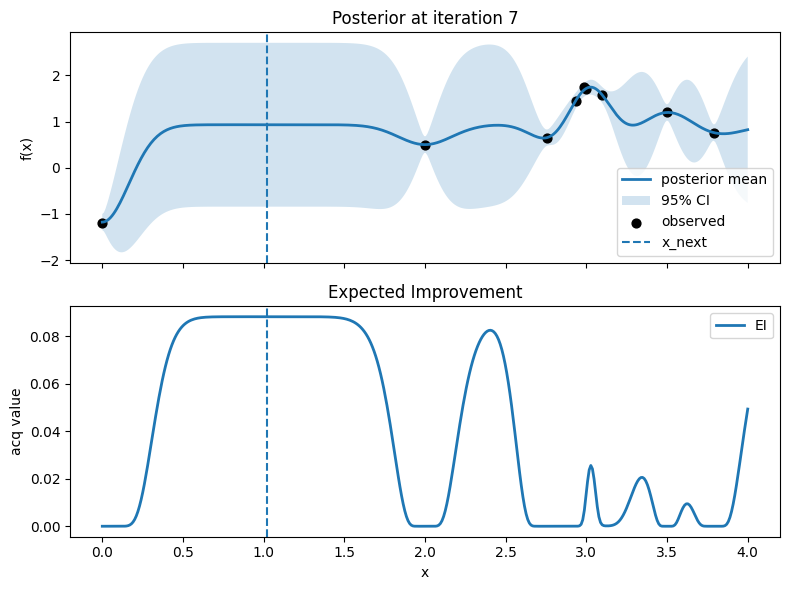 Posterior at iteration 7
f(x)
2
1
0
−1
−2
posterior mean
95% CI
observed
x_next
Expected Improvement
acq value
0.08
0.06
0.04
0.02
0.00
EI
0.0 0.5 1.0 1.5 2.0 2.5 3.0 3.5 4.0
x